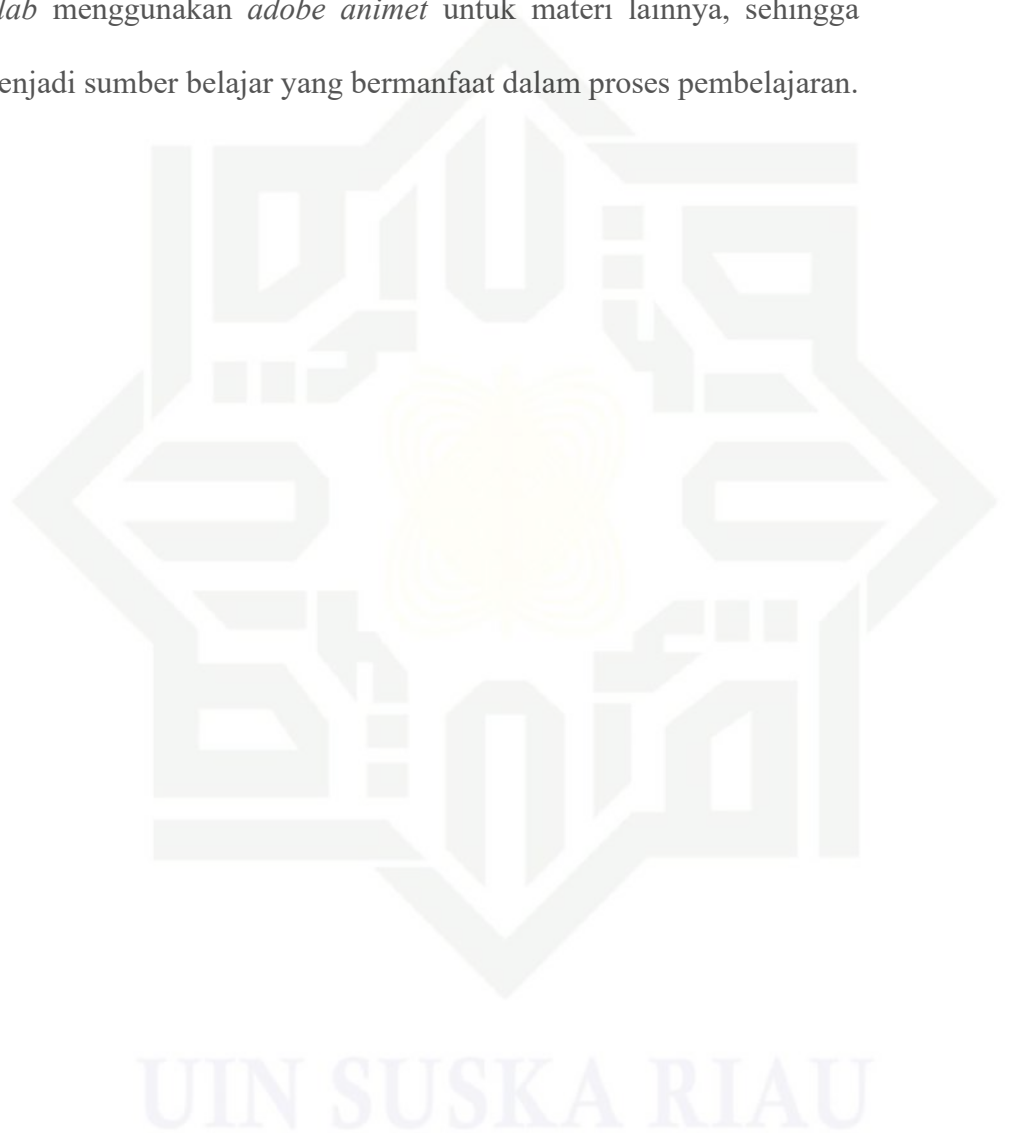 lab menggunakan adobe animet untuk materi lainnya, sehingga
enjadi sumber belajar yang bermanfaat dalam proses pembelajaran.
UIN SUSKA RIAU